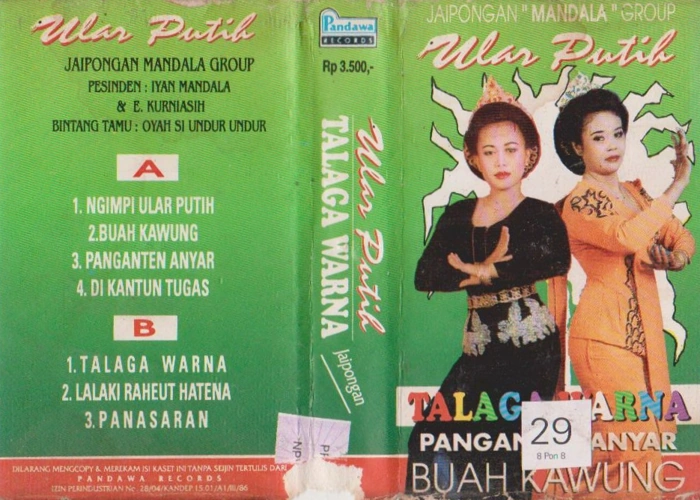 Ular Putih
JAIPONGAN MANDALA GROUP
PESINDEN : IYAN MANDALA
& E. KURNIASIH
BINTANG TAMU : OYAH SI UNDUR UNDUR
A
1. NGIMPI ULAR PUTIH
2.BUAH KAWUNG
3. PANGANTEN ANYAR
4. DI KANTUN TUGAS
B
1.TALAGA WARNA
2. LALAKI RAHEUT HATENA
3.PANASARAN
DILARANG MENGCOPY & MEREKAM ISI KASET INI TANPA SEIJIN TERTULIS DARI
PANDAWA RECORDS
Pandawa
RECORDS
Rp 3.500,-
Ular Putih
TALAGA WARNA
Jaipongan
JAIPONGAN "MANDALA" GROUP
Ular Putih
TALAGA WARNA
ANYAR
BUAH KAWUNG
29
8 Pon 8